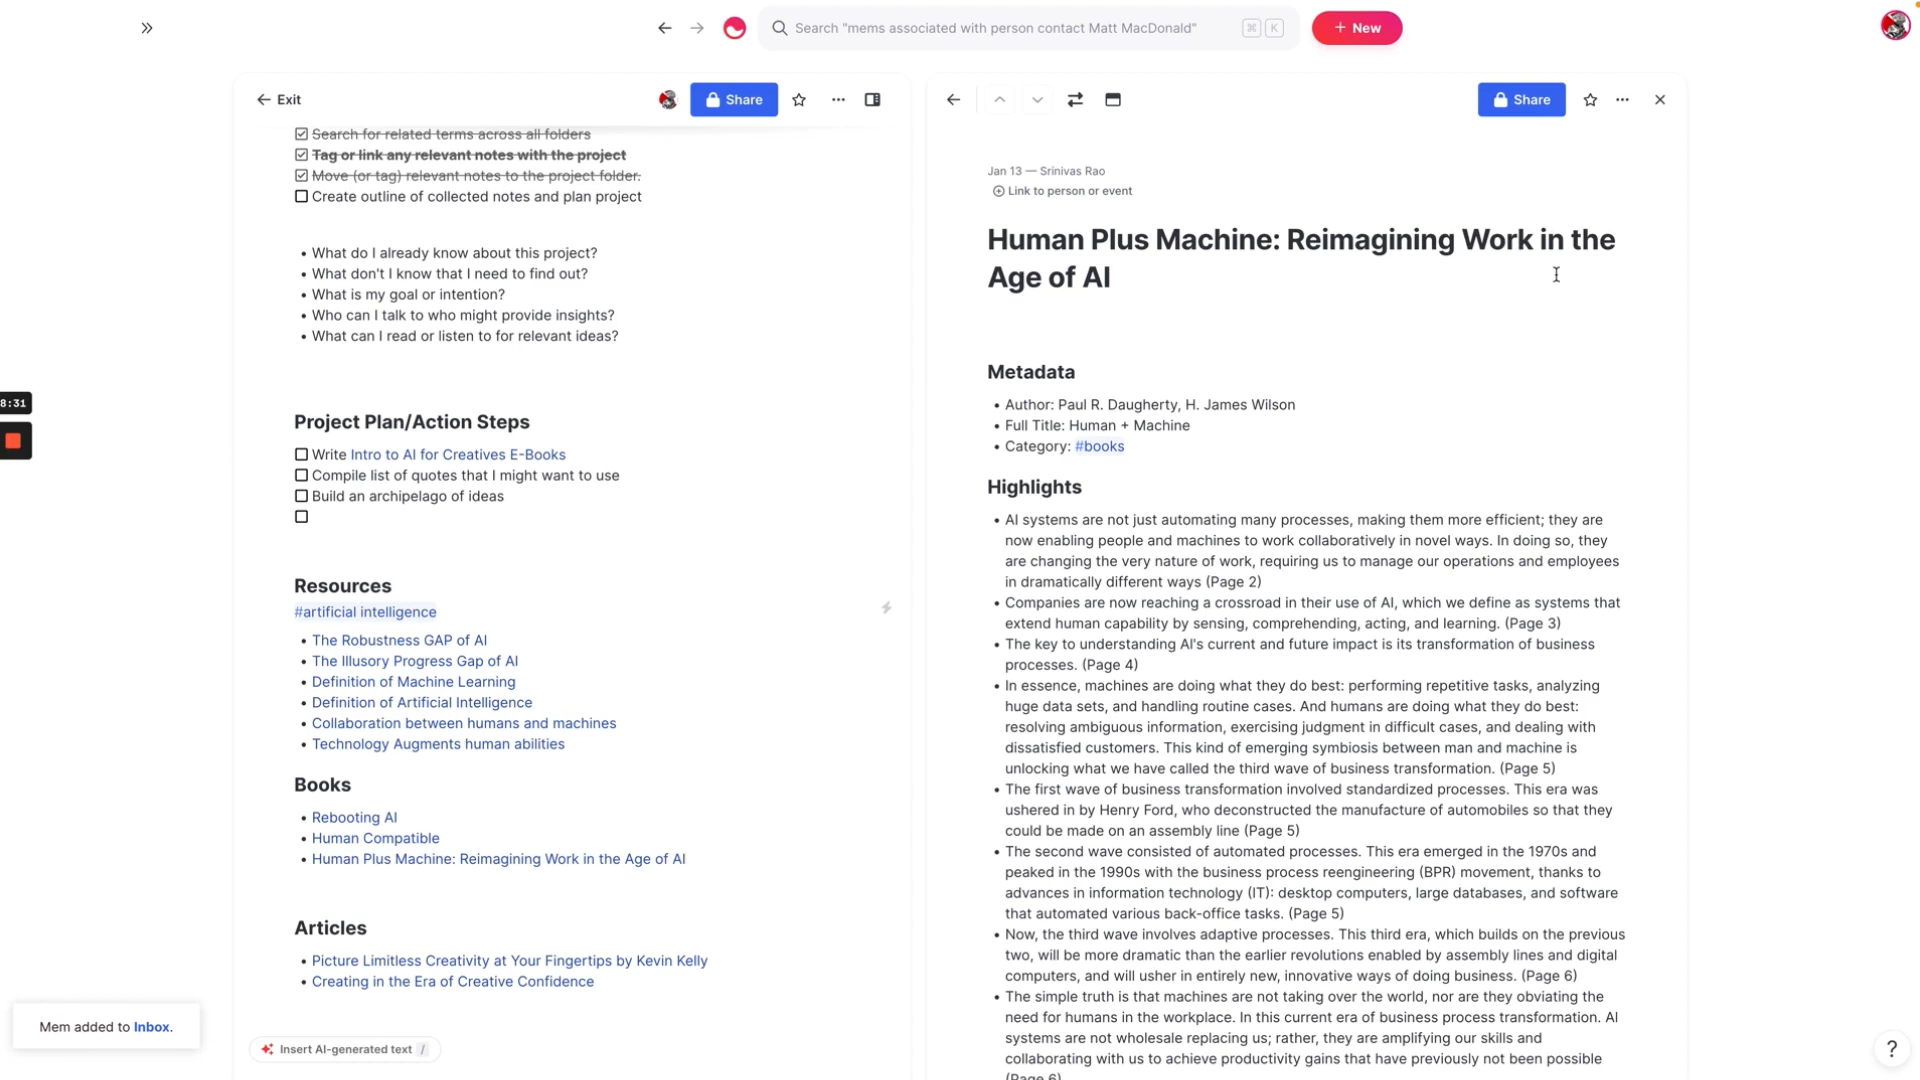 Search "mems associated with person contact Matt MacDonald"
⌘ K
+ New
Exit
Share
Search for related terms across all folders
Tag or link any relevant notes with the project
Move (or tag) relevant notes to the project folder.
Create outline of collected notes and plan project
• What do I already know about this project?
• What don't I know that I need to find out?
• What is my goal or intention?
• Who can I talk to who might provide insights?
• What can I read or listen to for relevant ideas?
8:31
Project Plan/Action Steps
Write Intro to AI for Creatives E-Books
Compile list of quotes that I might want to use
Build an archipelago of ideas
Resources
#artificial intelligence
• The Robustness GAP of AI
• The Illusory Progress Gap of AI
• Definition of Machine Learning
• Definition of Artificial Intelligence
• Collaboration between humans and machines
• Technology Augments human abilities
Books
• Rebooting AI
• Human Compatible
• Human Plus Machine: Reimagining Work in the Age of AI
Articles
• Picture Limitless Creativity at Your Fingertips by Kevin Kelly
• Creating in the Era of Creative Confidence
Mem added to Inbox.
Insert AI-generated text /
Share
Jan 13 — Srinivas Rao
Link to person or event
Human Plus Machine: Reimagining Work in the
Age of AI
Metadata
• Author: Paul R. Daugherty, H. James Wilson
• Full Title: Human + Machine
• Category: #books
Highlights
• AI systems are not just automating many processes, making them more efficient; they are
now enabling people and machines to work collaboratively in novel ways. In doing so, they
are changing the very nature of work, requiring us to manage our operations and employees
in dramatically different ways (Page 2)
• Companies are now reaching a crossroad in their use of AI, which we define as systems that
extend human capability by sensing, comprehending, acting, and learning. (Page 3)
• The key to understanding AI's current and future impact is its transformation of business
processes. (Page 4)
• In essence, machines are doing what they do best: performing repetitive tasks, analyzing
huge data sets, and handling routine cases. And humans are doing what they do best:
resolving ambiguous information, exercising judgment in difficult cases, and dealing with
dissatisfied customers. This kind of emerging symbiosis between man and machine is
unlocking what we have called the third wave of business transformation. (Page 5)
• The first wave of business transformation involved standardized processes. This era was
ushered in by Henry Ford, who deconstructed the manufacture of automobiles so that they
could be made on an assembly line (Page 5)
• The second wave consisted of automated processes. This era emerged in the 1970s and
peaked in the 1990s with the business process reengineering (BPR) movement, thanks to
advances in information technology (IT): desktop computers, large databases, and software
that automated various back-office tasks. (Page 5)
• Now, the third wave involves adaptive processes. This third era, which builds on the previous
two, will be more dramatic than the earlier revolutions enabled by assembly lines and digital
computers, and will usher in entirely new, innovative ways of doing business. (Page 6)
• The simple truth is that machines are not taking over the world, nor are they obviating the
need for humans in the workplace. In this current era of business process transformation. AI
systems are not wholesale replacing us; rather, they are amplifying our skills and
collaborating with us to achieve productivity gains that have previously not been possible
(Page 6)
?